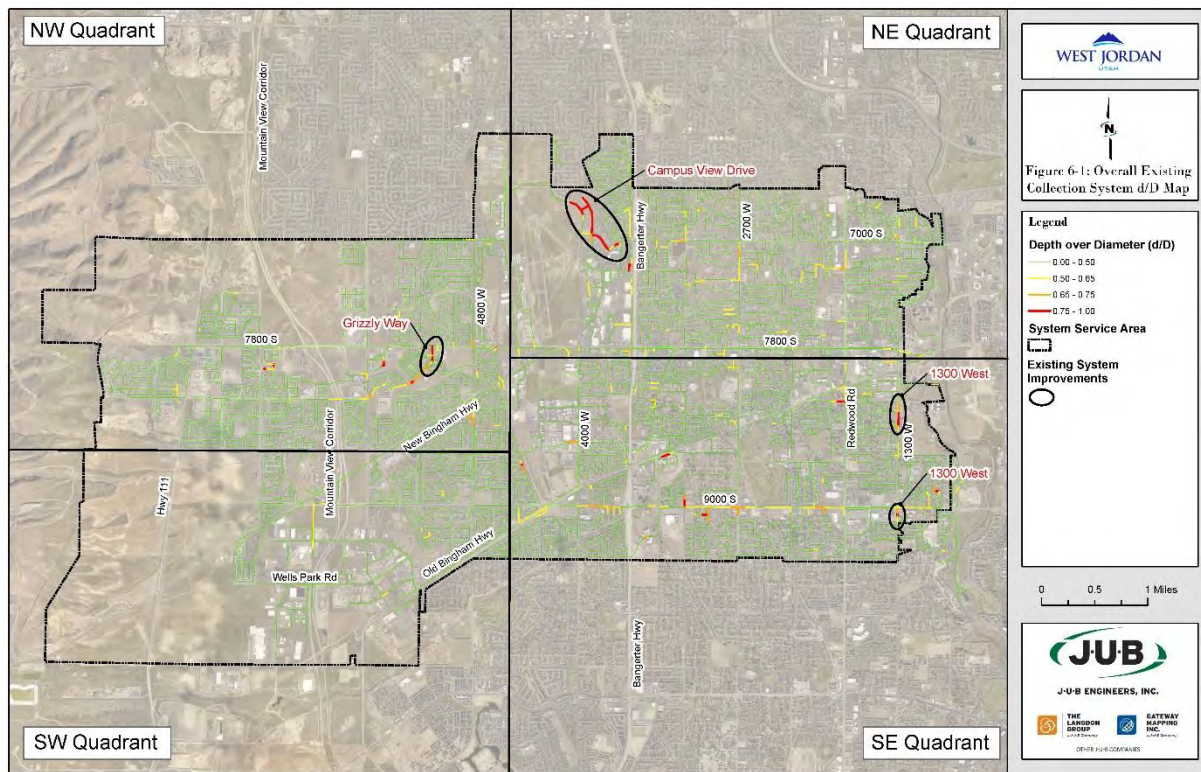 NW Quadrant
NE Quadrant
Mountain View Corridor
Campus View Drive
Bangerter Hwy
2700 W
7000 S
4800 W
Grizzly Way
7800 S
7800 S
New Bingham Hwy
4000 W
Redwood Rd
1300 West
1300 W
1300 West
Hwy 111
Mountain View Corridor
9000 S
Old Bingham Hwy
Wells Park Rd
Bangerter Hwy
SW Quadrant
SE Quadrant
WEST JORDAN
UTAH
N
Figure 6-1: Overall Existing
Collection System d/D Map
Legend
Depth over Diameter (d/D)
0.00 - 0.50
0.50 - 0.65
0.65 - 0.75
0.75 - 1.00
System Service Area
Existing System
Improvements
0 0.5 1 Miles
J·U·B
J·U·B ENGINEERS, INC.
THE
LANGDON
GROUP
a J·U·B Company
GATEWAY
MAPPING
INC.
a J·U·B Company
OTHER J·U·B COMPANIES